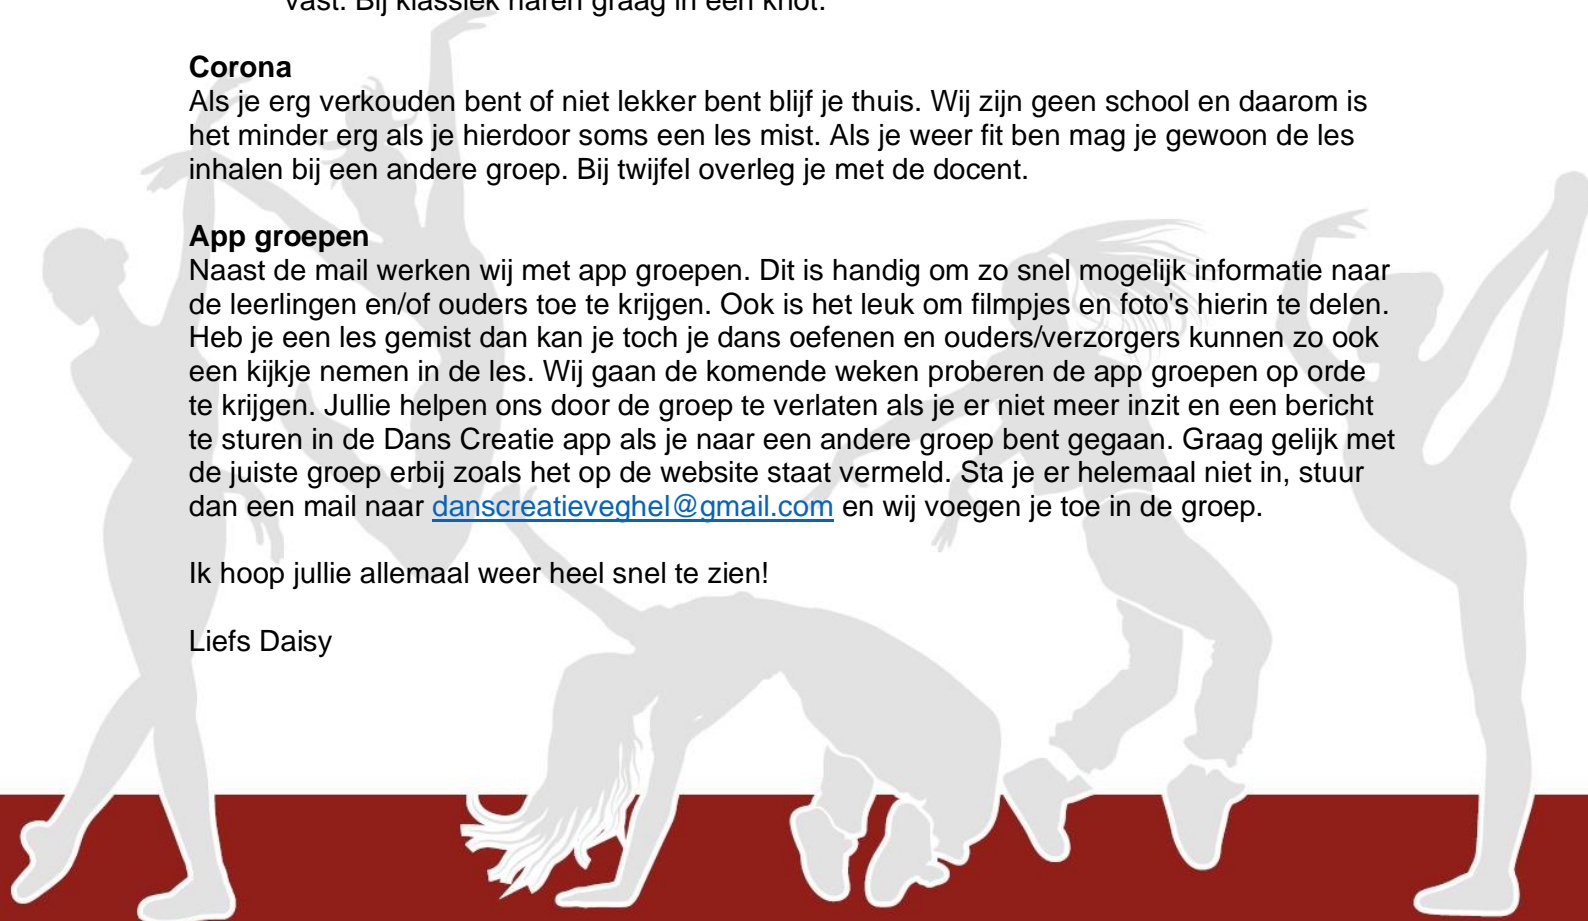 vast. Bij klassiek haren graag in een knot.
Corona
Als je erg verkouden bent of niet lekker bent blijf je thuis. Wij zijn geen school en daarom is
het minder erg als je hierdoor soms een les mist. Als je weer fit ben mag je gewoon de les
inhalen bij een andere groep. Bij twijfel overleg je met de docent.
App groepen
Naast de mail werken wij met app groepen. Dit is handig om zo snel mogelijk informatie naar
de leerlingen en/of ouders toe te krijgen. Ook is het leuk om filmpjes en foto's hierin te delen.
Heb je een les gemist dan kan je toch je dans oefenen en ouders/verzorgers kunnen zo ook
een kijkje nemen in de les. Wij gaan de komende weken proberen de app groepen op orde
te krijgen. Jullie helpen ons door de groep te verlaten als je er niet meer inzit en een bericht
te sturen in de Dans Creatie app als je naar een andere groep bent gegaan. Graag gelijk met
de juiste groep erbij zoals het op de website staat vermeld. Sta je er helemaal niet in, stuur
dan een mail naar danscreatieveghel@gmail.com en wij voegen je toe in de groep.
Ik hoop jullie allemaal weer heel snel te zien!
Liefs Daisy